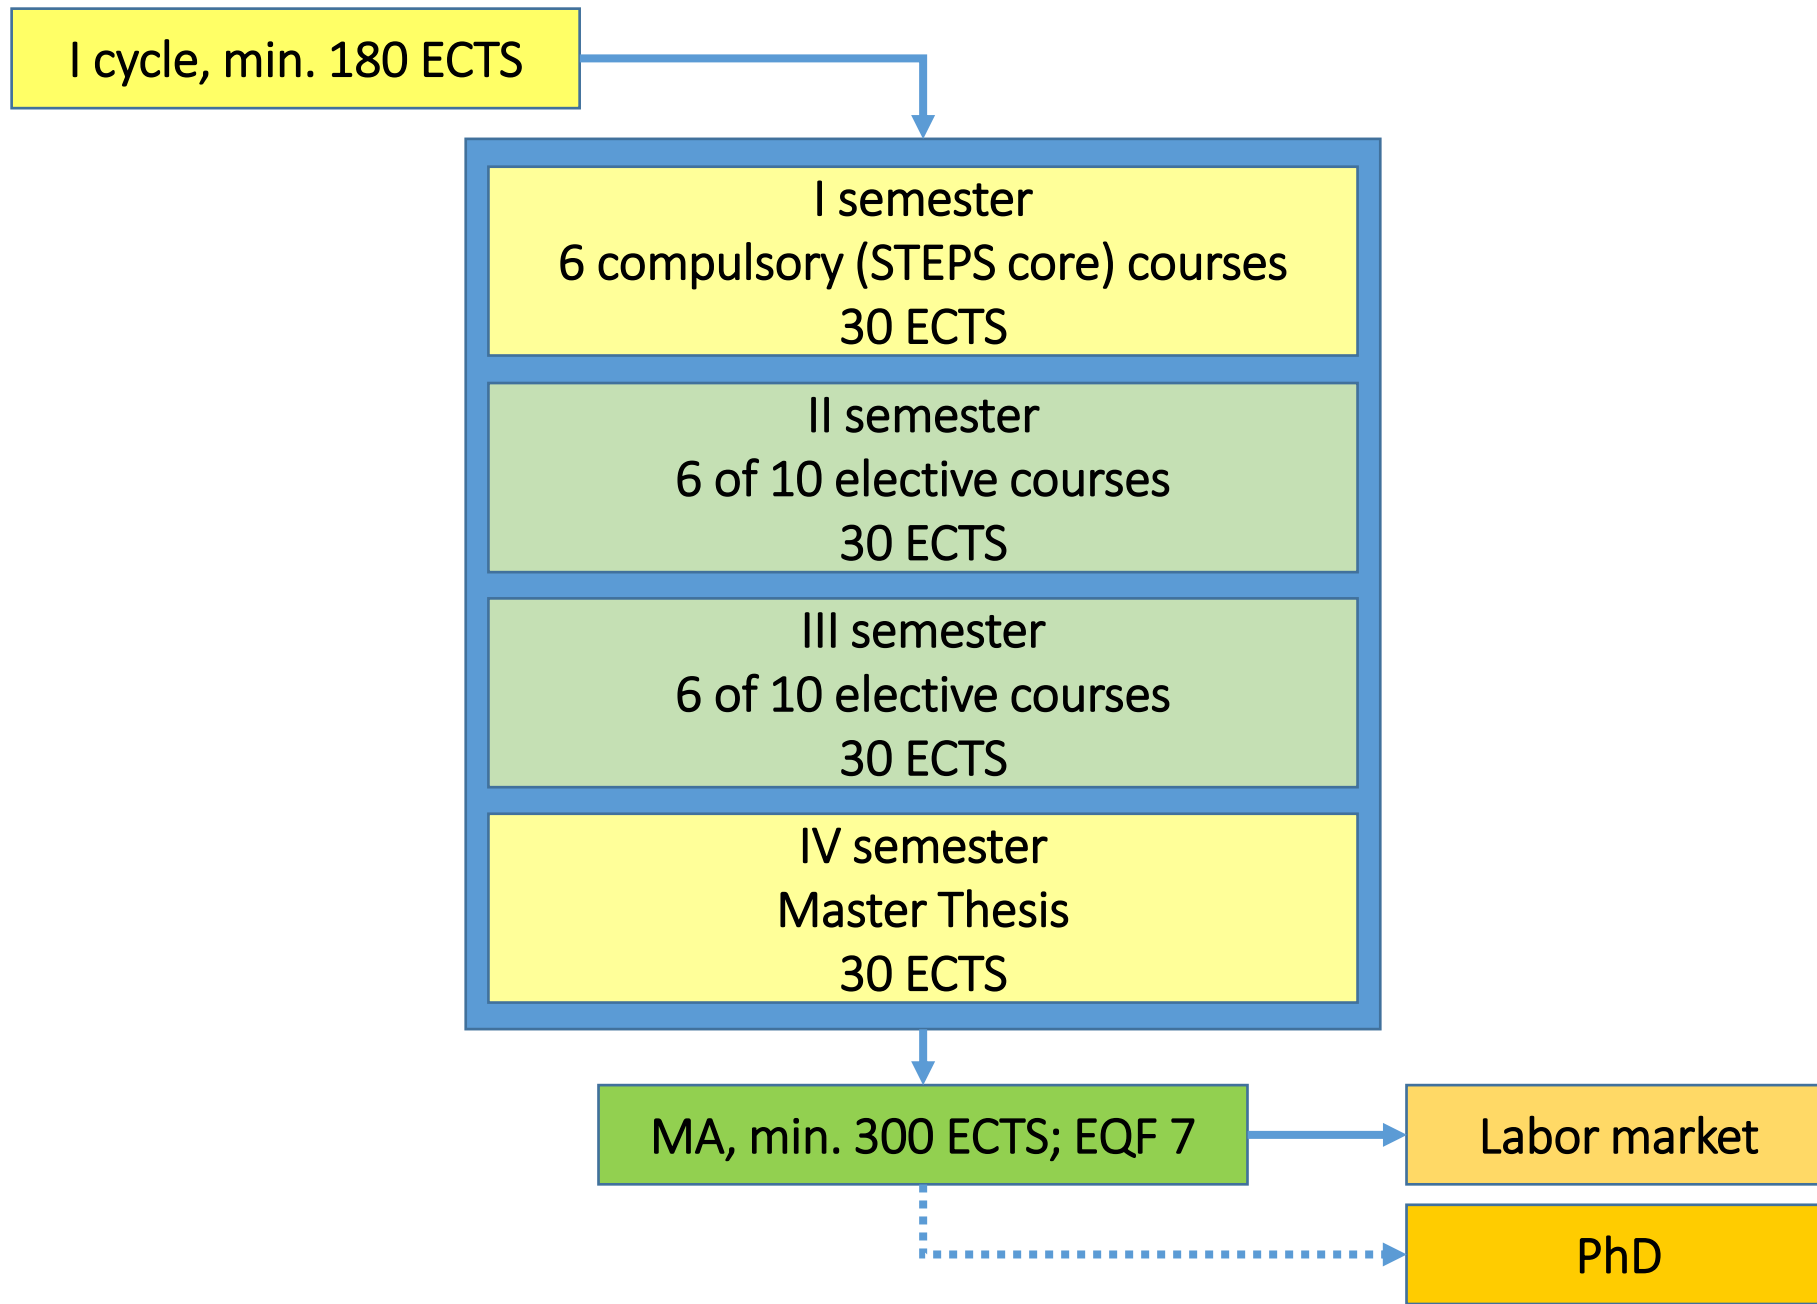 I cycle, min. 180 ECTS
I semester
6 compulsory (STEPS core) courses
30 ECTS
II semester
6 of 10 elective courses
30 ECTS
III semester
6 of 10 elective courses
30 ECTS
IV semester
Master Thesis
30 ECTS
MA, min. 300 ECTS; EQF 7
Labor market
PhD